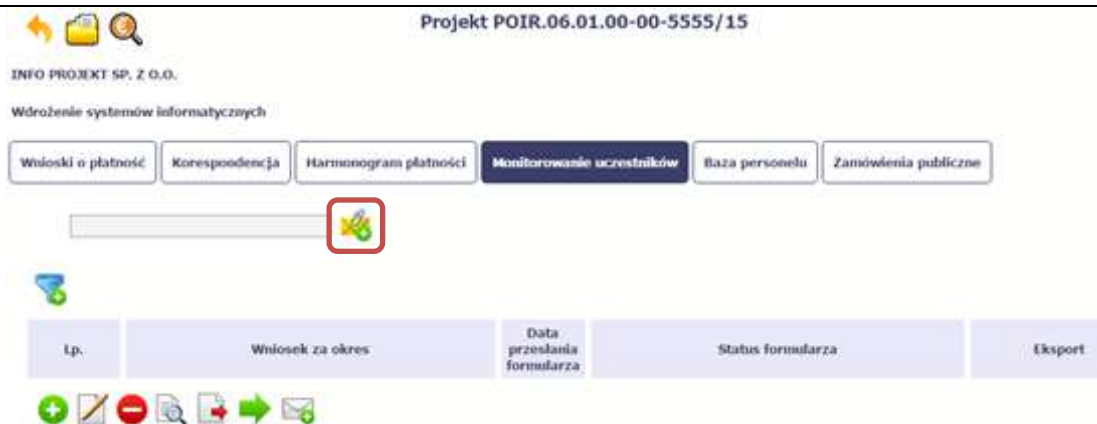 Projekt POIR.06.01.00-00-5555/15
INFO PROJEKT SP. Z O.O.
Wdrożenie systemów informatycznych
Wnioski o płatność Korespondencja Harmonogram płatności Monitorowanie uczestników Baza personelu Zamówienia publiczne
Lp. Wniosek za okres Data przesłania formularza Status formularza Eksport